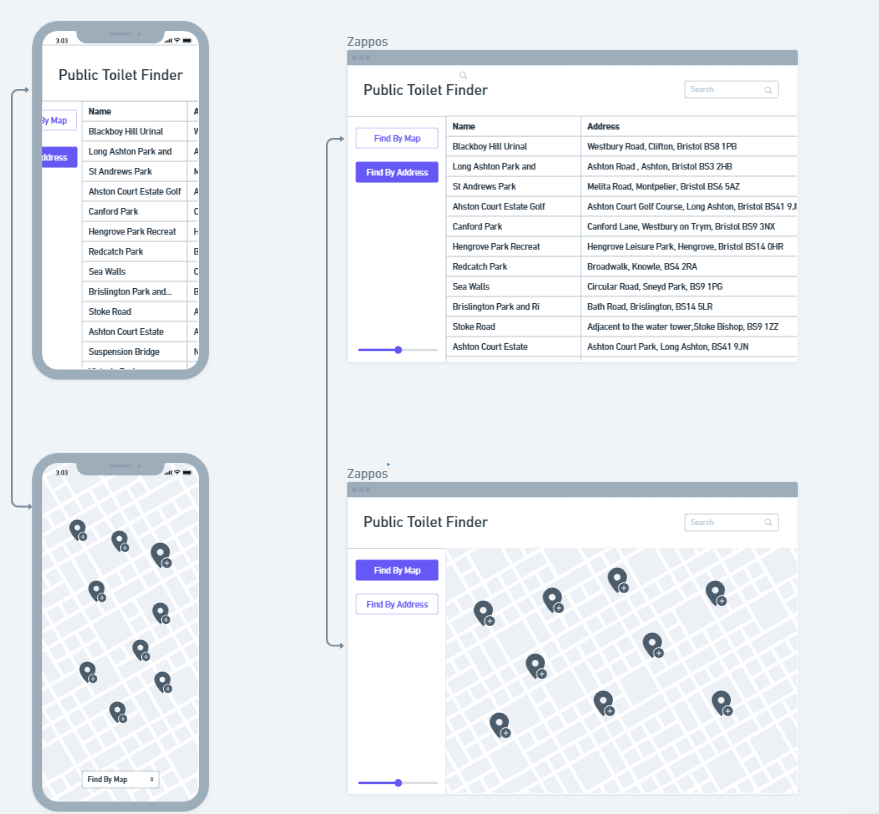 3:03
Public Toilet Finder
By Map
ddress
Name
Blackboy Hill Urinal
Long Ashton Park and
St Andrews Park
Ahston Court Estate Golf
Canford Park
Hengrove Park Recreat
Redcatch Park
Sea Walls
Brislington Park and...
Stoke Road
Ashton Court Estate
Suspension Bridge
Zappos
Public Toilet Finder
Search
Find By Map
Find By Address
Name Address
Blackboy Hill Urinal Westbury Road, Clifton, Bristol BS8 1PB
Long Ashton Park and Ashton Road , Ashton, Bristol BS3 2HB
St Andrews Park Melita Road, Montpelier, Bristol BS6 5AZ
Ahston Court Estate Golf Ashton Court Golf Course, Long Ashton, Bristol BS41 9J
Canford Park Canford Lane, Westbury on Trym, Bristol BS9 3NX
Hengrove Park Recreat Hengrove Leisure Park, Hengrove, Bristol BS14 0HR
Redcatch Park Broadwalk, Knowle, BS4 2RA
Sea Walls Circular Road, Sneyd Park, BS9 1PG
Brislington Park and Ri Bath Road, Brislington, BS14 5LR
Stoke Road Adjacent to the water tower,Stoke Bishop, BS9 1ZZ
Ashton Court Estate Ashton Court Park, Long Ashton, BS41 9JN
3:03
Find By Map
Zappos
Public Toilet Finder
Search
Find By Map
Find By Address